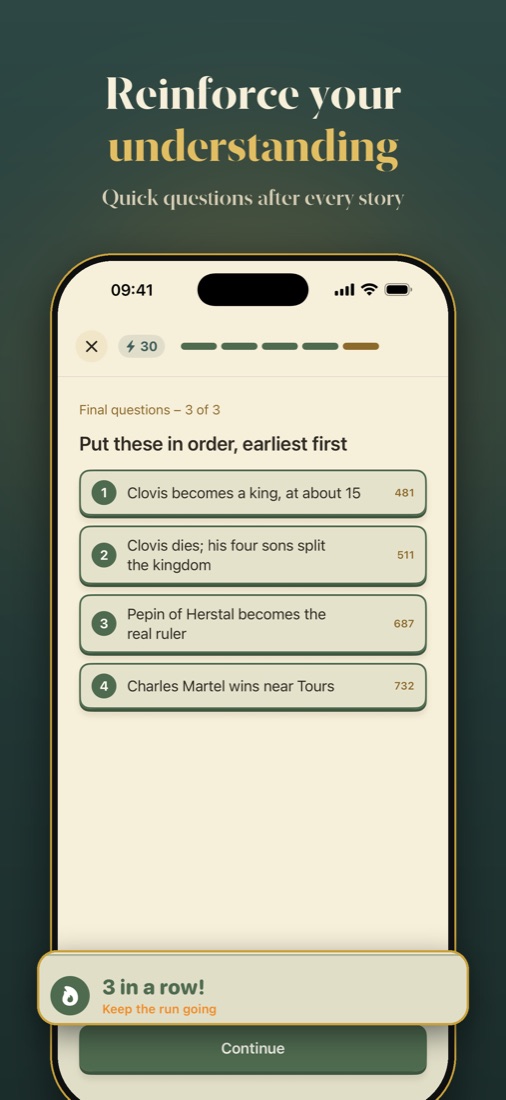 Reinforce your
understanding
Quick questions after every story
09:41
30
Final questions – 3 of 3
Put these in order, earliest first
1 Clovis becomes a king, at about 15 481
2 Clovis dies; his four sons split
the kingdom 511
3 Pepin of Herstal becomes the
real ruler 687
4 Charles Martel wins near Tours 732
3 in a row!
Keep the run going
Continue